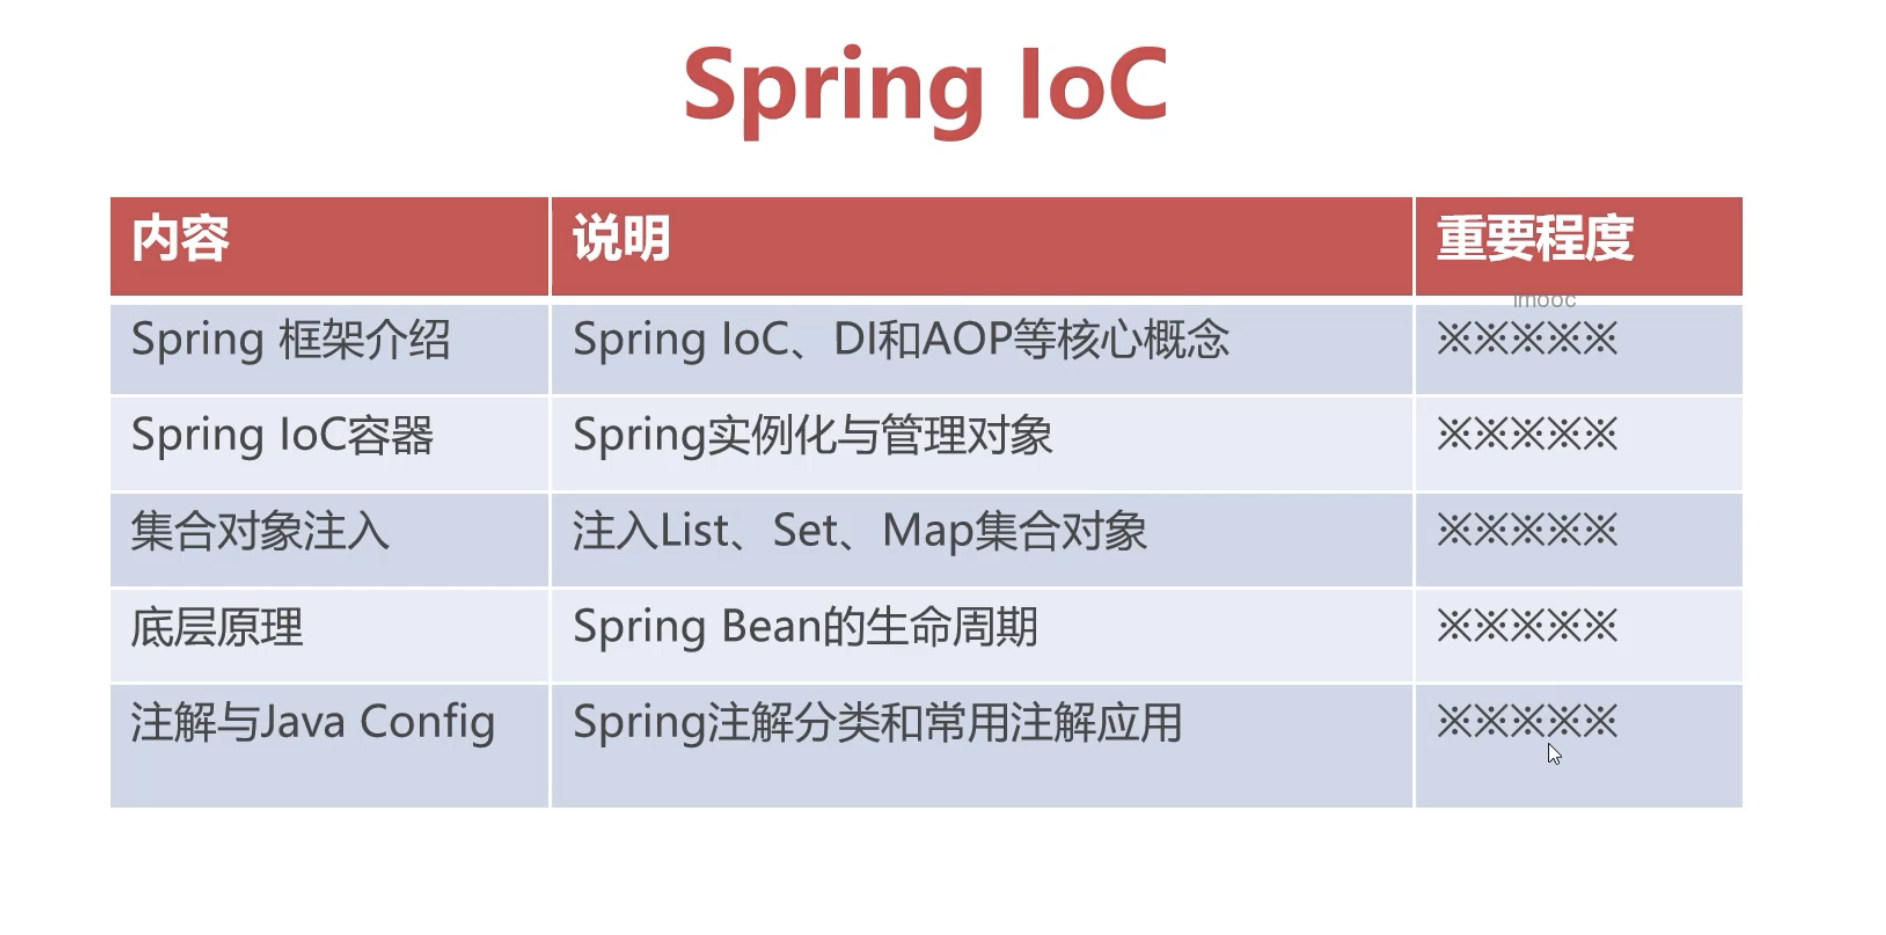 Spring IoC
内容 说明 重要程度
imooc
Spring 框架介绍 Spring IoC、DI和AOP等核心概念 ※※※※※
Spring IoC容器 Spring实例化与管理对象 ※※※※※
集合对象注入 注入List、Set、Map集合对象 ※※※※※
底层原理 Spring Bean的生命周期 ※※※※※
注解与Java Config Spring注解分类和常用注解应用 ※※※※※